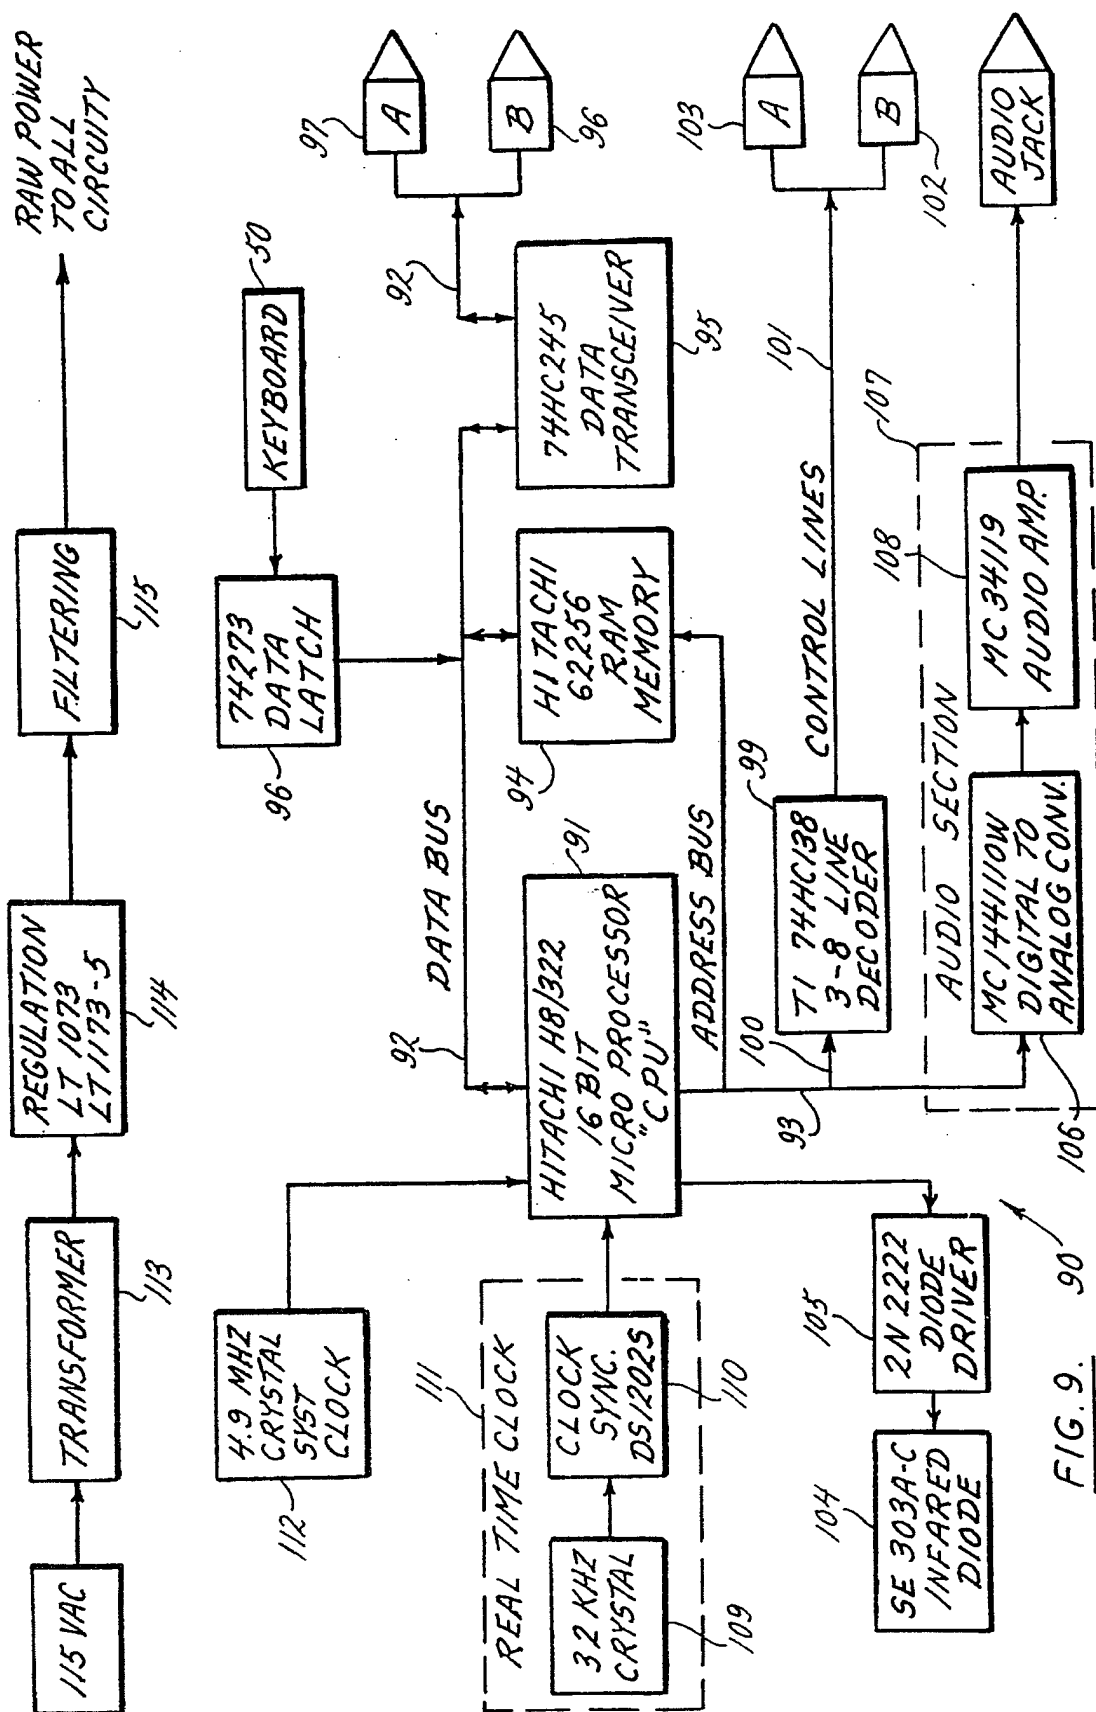 115 VAC
TRANSFORMER
113
REGULATION
LT 1073
LT 1173-5
114
FILTERING
115
RAW POWER
TO ALL
CIRCUITY
4.9 MHZ
CRYSTAL
SYST
CLOCK
112
74273
DATA
LATCH
96
KEYBOARD
50
REAL TIME CLOCK
111
32 KHZ
CRYSTAL
109
CLOCK
SYNC.
DS1202S
110
HITACHI H8/322
16 BIT
MICRO PROCESSOR
"CPU"
91
92
DATA BUS
HITACHI
62256
RAM
MEMORY
94
74HC245
DATA
TRANSCEIVER
95
92
A
97
B
96
ADDRESS BUS
93
100
TI 74HC138
3-8 LINE
DECODER
99
CONTROL LINES
101
A
103
B
102
2N 2222
DIODE
DRIVER
105
SE 303A-C
INFARED
DIODE
104
AUDIO SECTION
107
MC144110W
DIGITAL TO
ANALOG CONV.
106
MC 34119
AUDIO AMP.
108
AUDIO
JACK
90
FIG. 9.